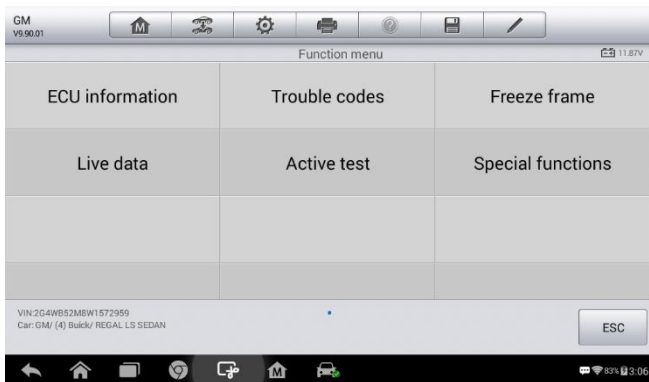 GM
V9.90.01
Function menu
11.87V
ECU information
Trouble codes
Freeze frame
Live data
Active test
Special functions
VIN:2G4WB52M8W1572959
Car: GM/ (4) Buick/ REGAL LS SEDAN
ESC
83%
3:06